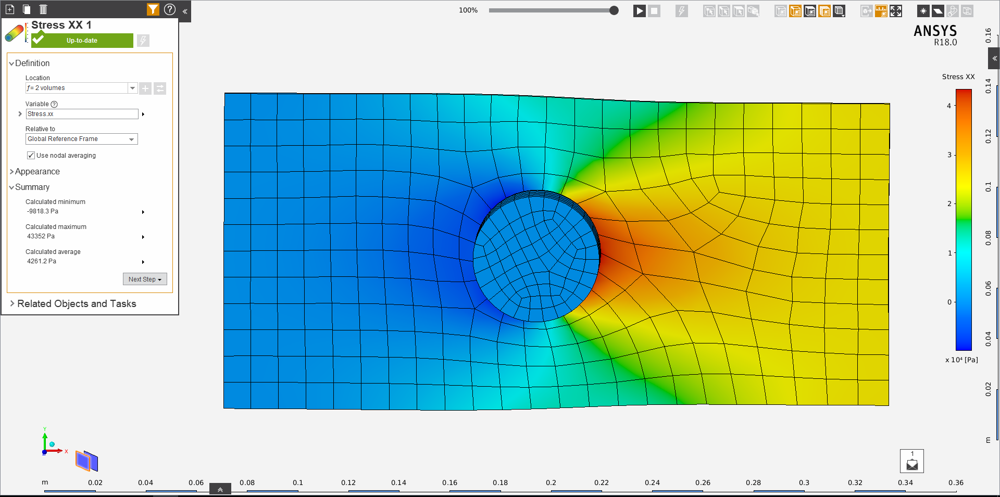 Stress XX 1
Up-to-date
Definition
Location
ƒ= 2 volumes
Variable ?
Stress.xx
Relative to
Global Reference Frame
Use nodal averaging
Appearance
Summary
Calculated minimum
-9818.3 Pa
Calculated maximum
43352 Pa
Calculated average
4261.2 Pa
Next Step
Related Objects and Tasks
100%
ANSYS
R18.0
Stress XX
4
3
2
1
0
x 10⁴ [Pa]
0.16
0.14
0.12
0.1
0.08
0.06
0.04
0.02
m
Y
X
Z
1
m 0.02 0.04 0.06 0.08 0.1 0.12 0.14 0.16 0.18 0.2 0.22 0.24 0.26 0.28 0.3 0.32 0.34 0.36